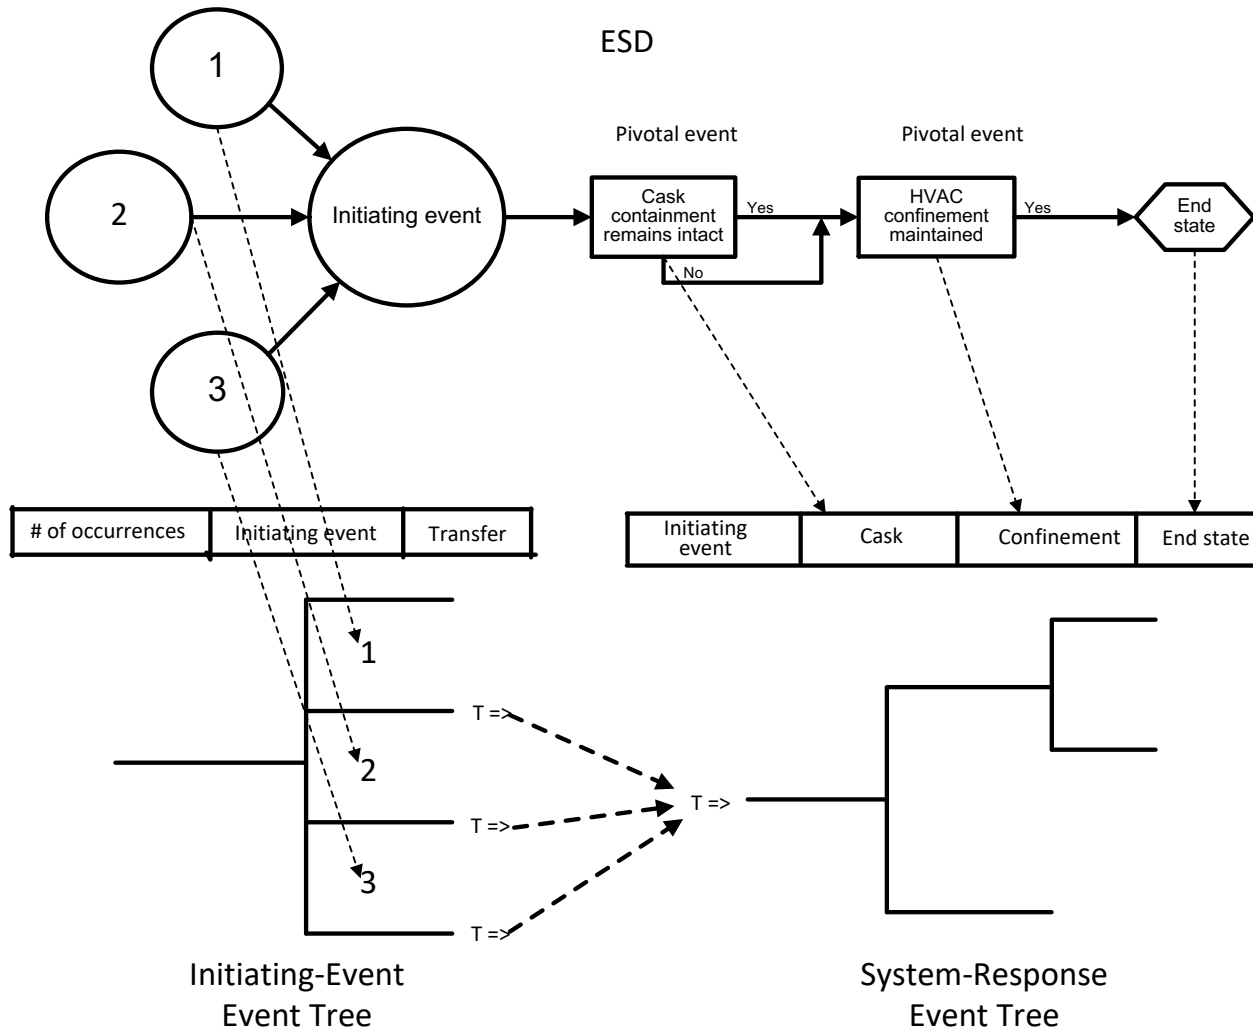 ESD
1
2
3
Initiating event
Pivotal event
Pivotal event
Cask
containment
remains intact
Yes
No
HVAC
confinement
maintained
Yes
End
state
# of occurrences
Initiating event
Transfer
Initiating
event
Cask
Confinement
End state
1
2
3
T =>
T =>
T =>
T =>
Initiating-Event
Event Tree
System-Response
Event Tree